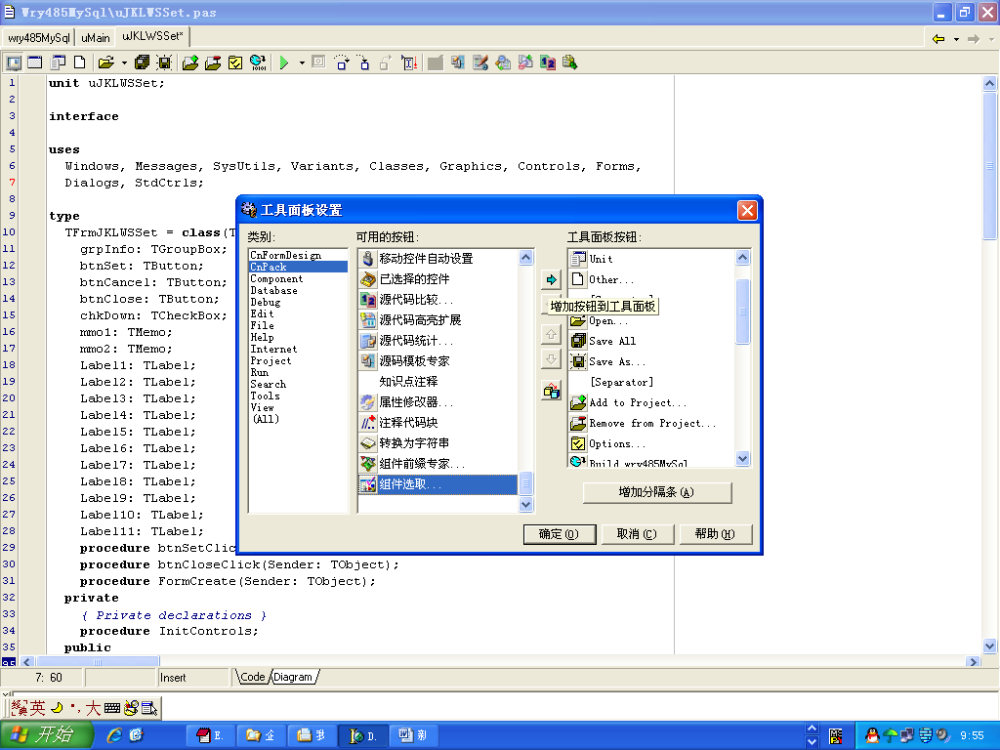 Wry485MySql\uJKLWSSet.pas
wry485MySql
uMain
uJKLWSSet*
1 unit uJKLWSSet;
2
3 interface
4
5 uses
6 Windows, Messages, SysUtils, Variants, Classes, Graphics, Controls, Forms,
7 Dialogs, StdCtrls;
8
9 type
10 TFrmJKLWSSet = class(T
11 grpInfo: TGroupBox;
12 btnSet: TButton;
13 btnCancel: TButton;
14 btnClose: TButton;
15 chkDown: TCheckBox;
16 mmo1: TMemo;
17 mmo2: TMemo;
18 Label1: TLabel;
19 Label2: TLabel;
20 Label3: TLabel;
21 Label4: TLabel;
22 Label5: TLabel;
23 Label6: TLabel;
24 Label7: TLabel;
25 Label8: TLabel;
26 Label9: TLabel;
27 Label10: TLabel;
28 Label11: TLabel;
29 procedure btnSetClic
30 procedure btnCloseClick(Sender: TObject);
31 procedure FormCreate(Sender: TObject);
32 private
33 { Private declarations }
34 procedure InitControls;
35 public
工具面板设置
类别:
CnFormDesign
CnPack
Component
Database
Debug
Edit
File
Help
Internet
Project
Run
Search
Tools
View
(All)
可用的按钮:
移动控件自动设置
已选择的控件
源代码比较...
源代码高亮扩展
源代码统计...
源码模板专家
知识点注释
属性修改器...
注释代码块
转换为字符串
组件前缀专家...
组件选取...
工具面板按钮:
Unit
Other...
增加按钮到工具面板
Open...
Save All
Save As...
[Separator]
Add to Project...
Remove from Project...
Options...
Build wry485MySql
增加分隔条(A)
确定(O)
取消(C)
帮助(H)
7: 60
Insert
Code
Diagram
英
大
开始
E.
企
我
D.
新
9:55